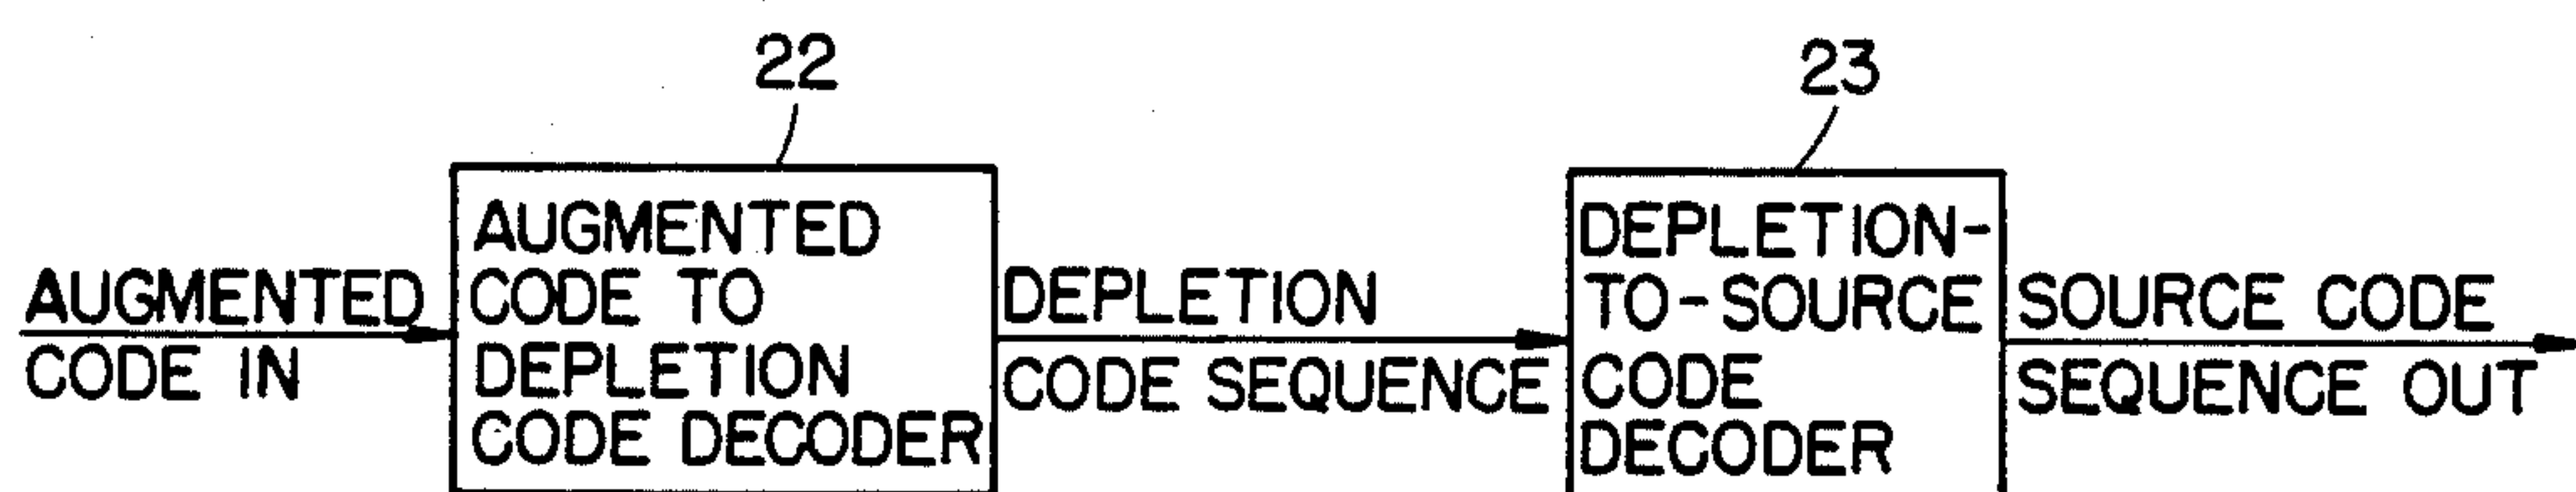 22
23
AUGMENTED
CODE IN
AUGMENTED
CODE TO
DEPLETION
CODE DECODER
DEPLETION
CODE SEQUENCE
DEPLETION-
TO-SOURCE
CODE
DECODER
SOURCE CODE
SEQUENCE OUT